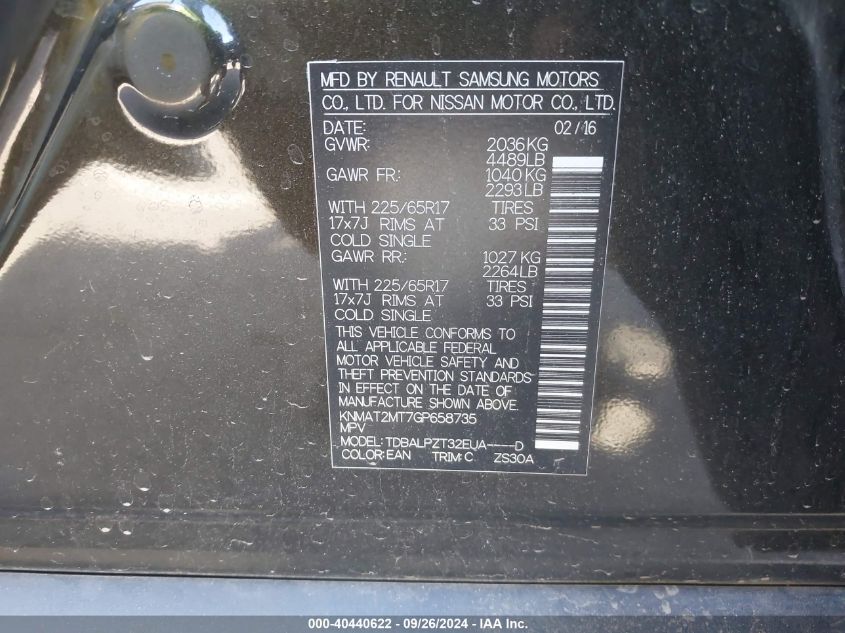 MFD BY RENAULT SAMSUNG MOTORS
CO., LTD. FOR NISSAN MOTOR CO., LTD.
DATE: 02/16
GVWR: 2036KG
4489LB
GAWR FR.: 1040 KG
2293LB
WITH 225/65R17 TIRES
17x7J RIMS AT 33 PSI
COLD SINGLE
GAWR RR.: 1027 KG
2264LB
WITH 225/65R17 TIRES
17x7J RIMS AT 33 PSI
COLD SINGLE
THIS VEHICLE CONFORMS TO
ALL APPLICABLE FEDERAL
MOTOR VEHICLE SAFETY AND
THEFT PREVENTION STANDARDS
IN EFFECT ON THE DATE OF
MANUFACTURE SHOWN ABOVE.
KNMAT2MT7GP658735
MPV
MODEL: TDBALPZT32EUA----D
COLOR:EAN TRIM:C ZS30A
000-40440622 - 09/26/2024 - IAA Inc.